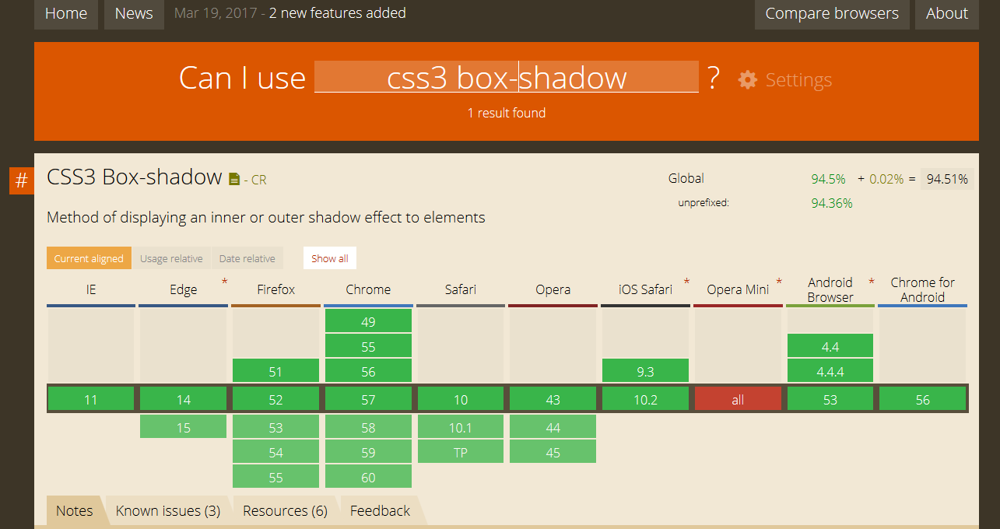 Home News Mar 19, 2017 - 2 new features added Compare browsers About
Can I use css3 box-shadow ? Settings
1 result found
# CSS3 Box-shadow - CR Global 94.5% + 0.02% = 94.51%
unprefixed: 94.36%
Method of displaying an inner or outer shadow effect to elements
Current aligned Usage relative Date relative Show all
IE Edge * Firefox Chrome Safari Opera iOS Safari * Opera Mini * Android Browser * Chrome for Android
49
55 4.4
51 56 9.3 4.4.4
11 14 52 57 10 43 10.2 all 53 56
15 53 58 10.1 44
54 59 TP 45
55 60
Notes Known issues (3) Resources (6) Feedback